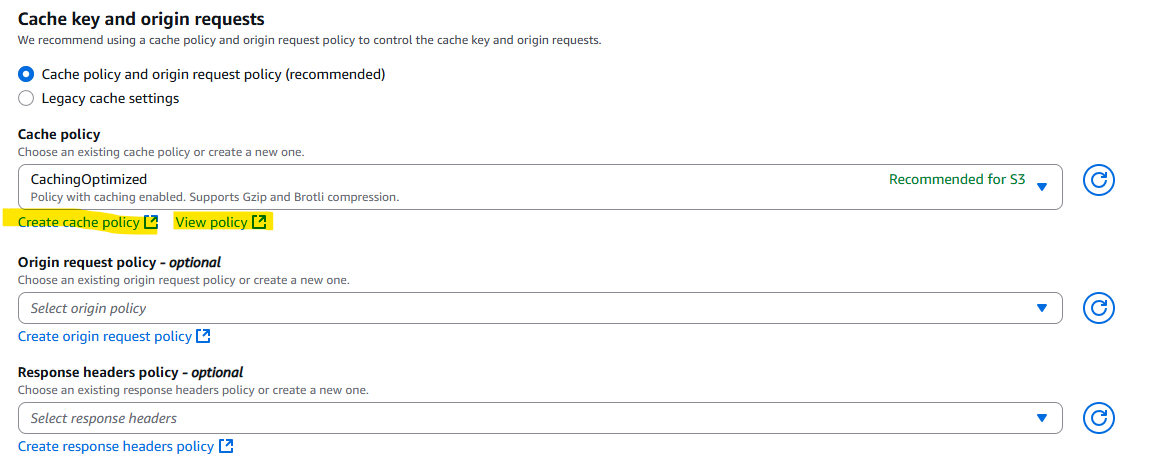 Cache key and origin requests
We recommend using a cache policy and origin request policy to control the cache key and origin requests.
Cache policy and origin request policy (recommended)
Legacy cache settings
Cache policy
Choose an existing cache policy or create a new one.
CachingOptimized Recommended for S3
Policy with caching enabled. Supports Gzip and Brotli compression.
Create cache policy View policy
Origin request policy - optional
Choose an existing origin request policy or create a new one.
Select origin policy
Create origin request policy
Response headers policy - optional
Choose an existing response headers policy or create a new one.
Select response headers
Create response headers policy